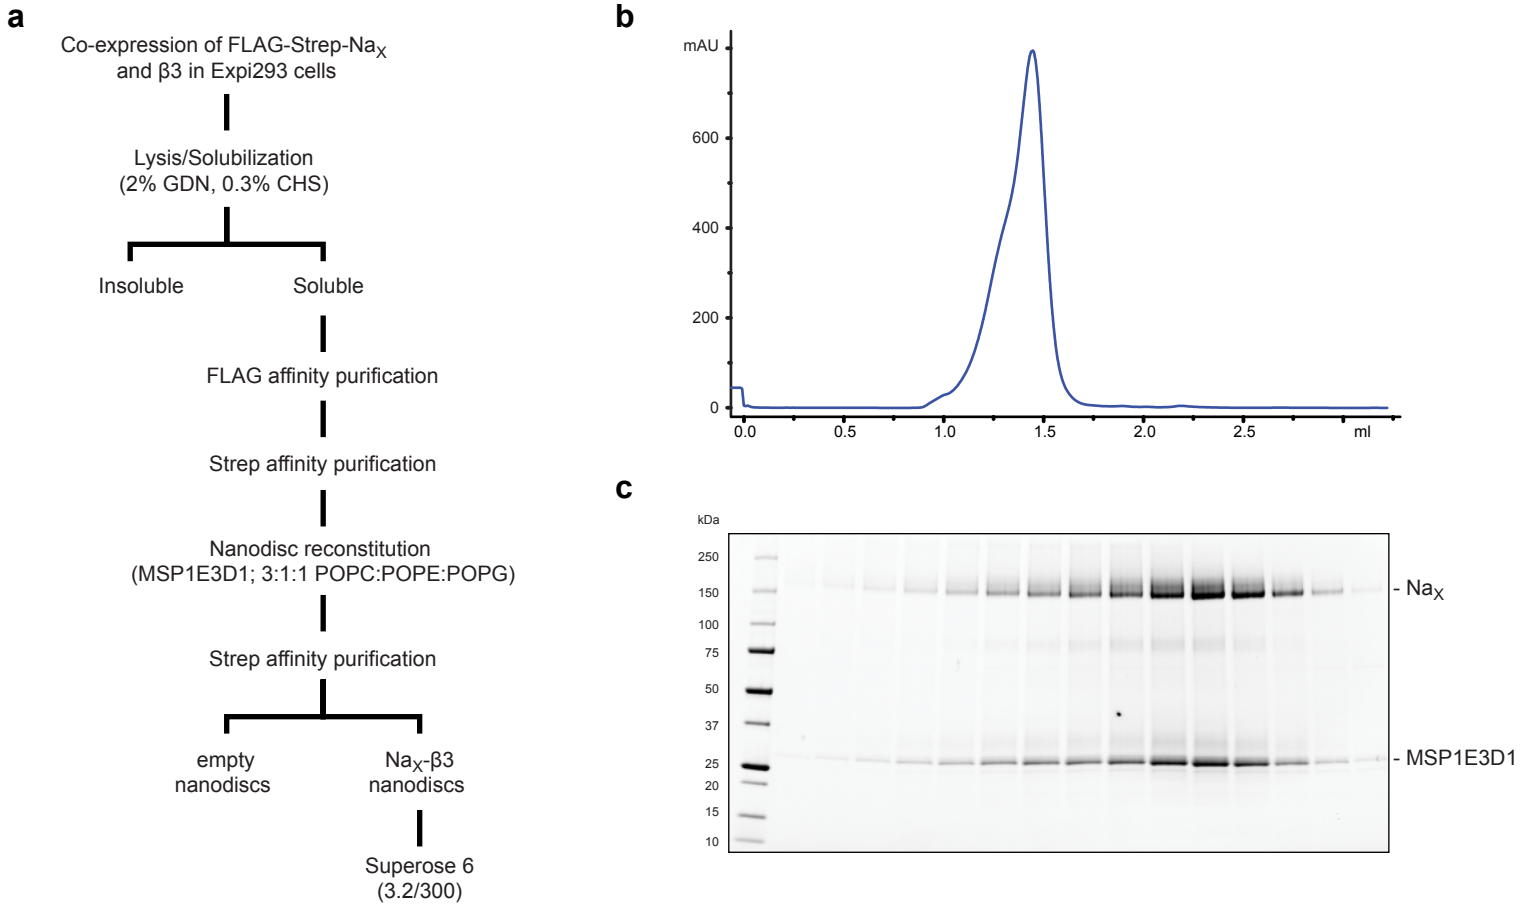 a
Co-expression of FLAG-Strep-NaX
and β3 in Expi293 cells
Lysis/Solubilization
(2% GDN, 0.3% CHS)
Insoluble
Soluble
FLAG affinity purification
Strep affinity purification
Nanodisc reconstitution
(MSP1E3D1; 3:1:1 POPC:POPE:POPG)
Strep affinity purification
empty
nanodiscs
NaX-β3
nanodiscs
Superose 6
(3.2/300)
b
mAU
600
400
200
0
0.0 0.5 1.0 1.5 2.0 2.5 ml
c
kDa
250
150
100
75
50
37
25
20
15
10
- NaX
- MSP1E3D1